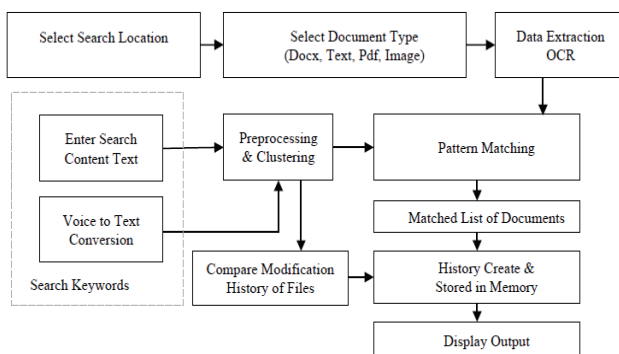 Select Search Location
Select Document Type
(Docx, Text, Pdf, Image)
Data Extraction
OCR
Enter Search
Content Text
Preprocessing
& Clustering
Pattern Matching
Voice to Text
Conversion
Matched List of Documents
Search Keywords
Compare Modification
History of Files
History Create &
Stored in Memory
Display Output